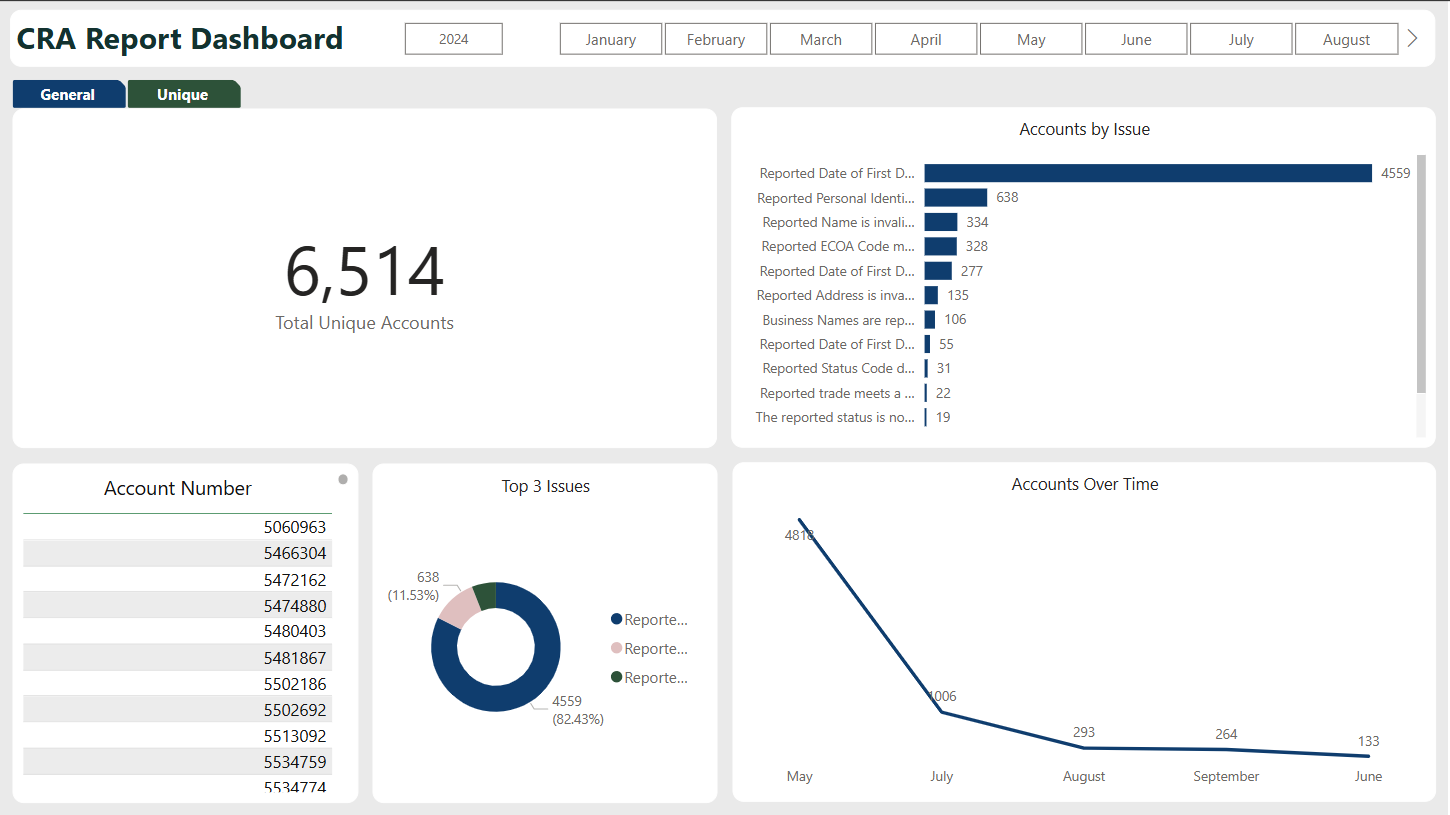 CRA Report Dashboard
2024
January
February
March
April
May
June
July
August
General
Unique
6,514
Total Unique Accounts
Accounts by Issue
Reported Date of First D... 4559
Reported Personal Identi... 638
Reported Name is invali... 334
Reported ECOA Code m... 328
Reported Date of First D... 277
Reported Address is inva... 135
Business Names are rep... 106
Reported Date of First D... 55
Reported Status Code d... 31
Reported trade meets a ... 22
The reported status is no... 19
Account Number
5060963
5466304
5472162
5474880
5480403
5481867
5502186
5502692
5513092
5534759
5534774
Top 3 Issues
638
(11.53%)
4559
(82.43%)
Reporte...
Reporte...
Reporte...
Accounts Over Time
4818
1006
293
264
133
May
July
August
September
June